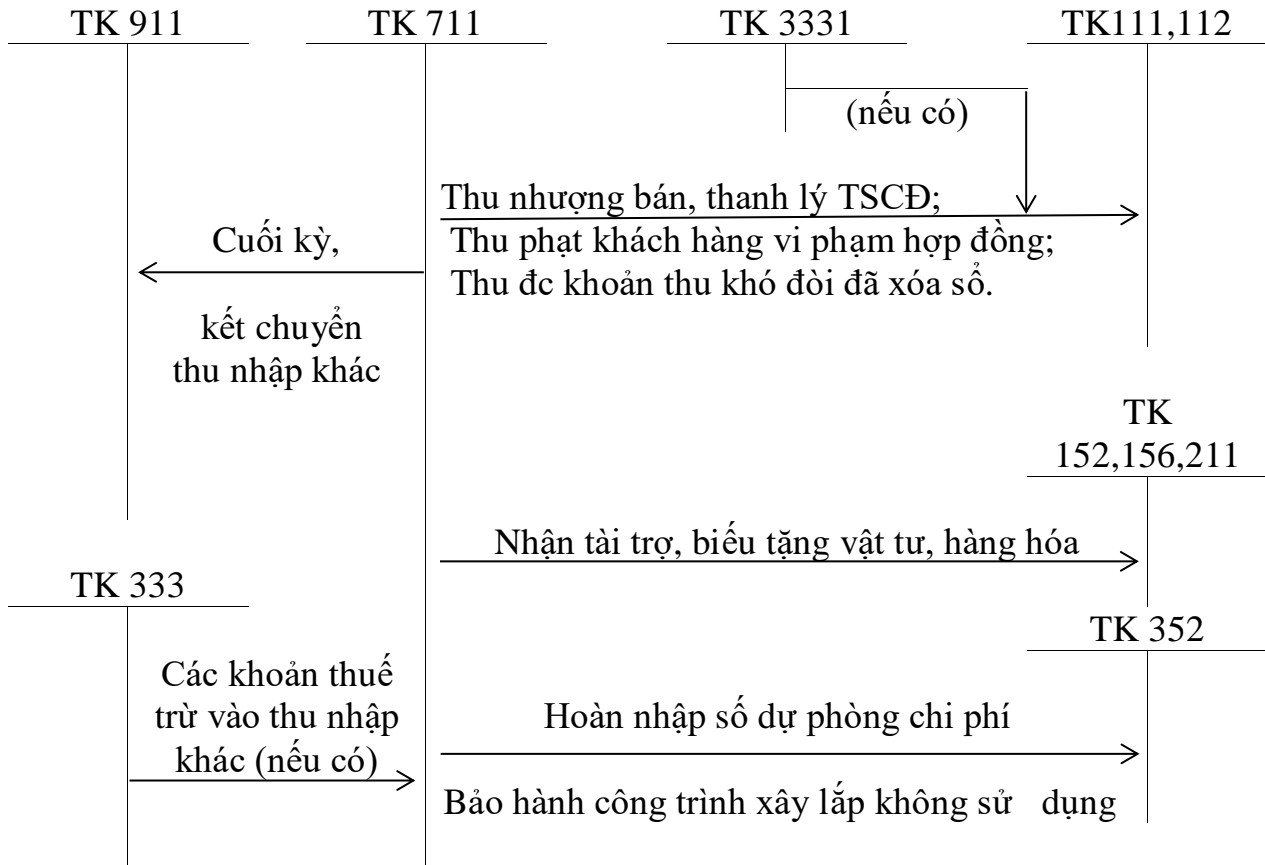 TK 911 TK 711 TK 3331 TK111,112
(nếu có)
Thu nhượng bán, thanh lý TSCĐ;
Thu phạt khách hàng vi phạm hợp đồng;
Thu đc khoản thu khó đòi đã xóa sổ.
Cuối kỳ,
kết chuyển
thu nhập khác
TK
152,156,211
Nhận tài trợ, biếu tặng vật tư, hàng hóa
TK 333
TK 352
Các khoản thuế
trừ vào thu nhập
khác (nếu có)
Hoàn nhập số dự phòng chi phí
Bảo hành công trình xây lắp không sử dụng